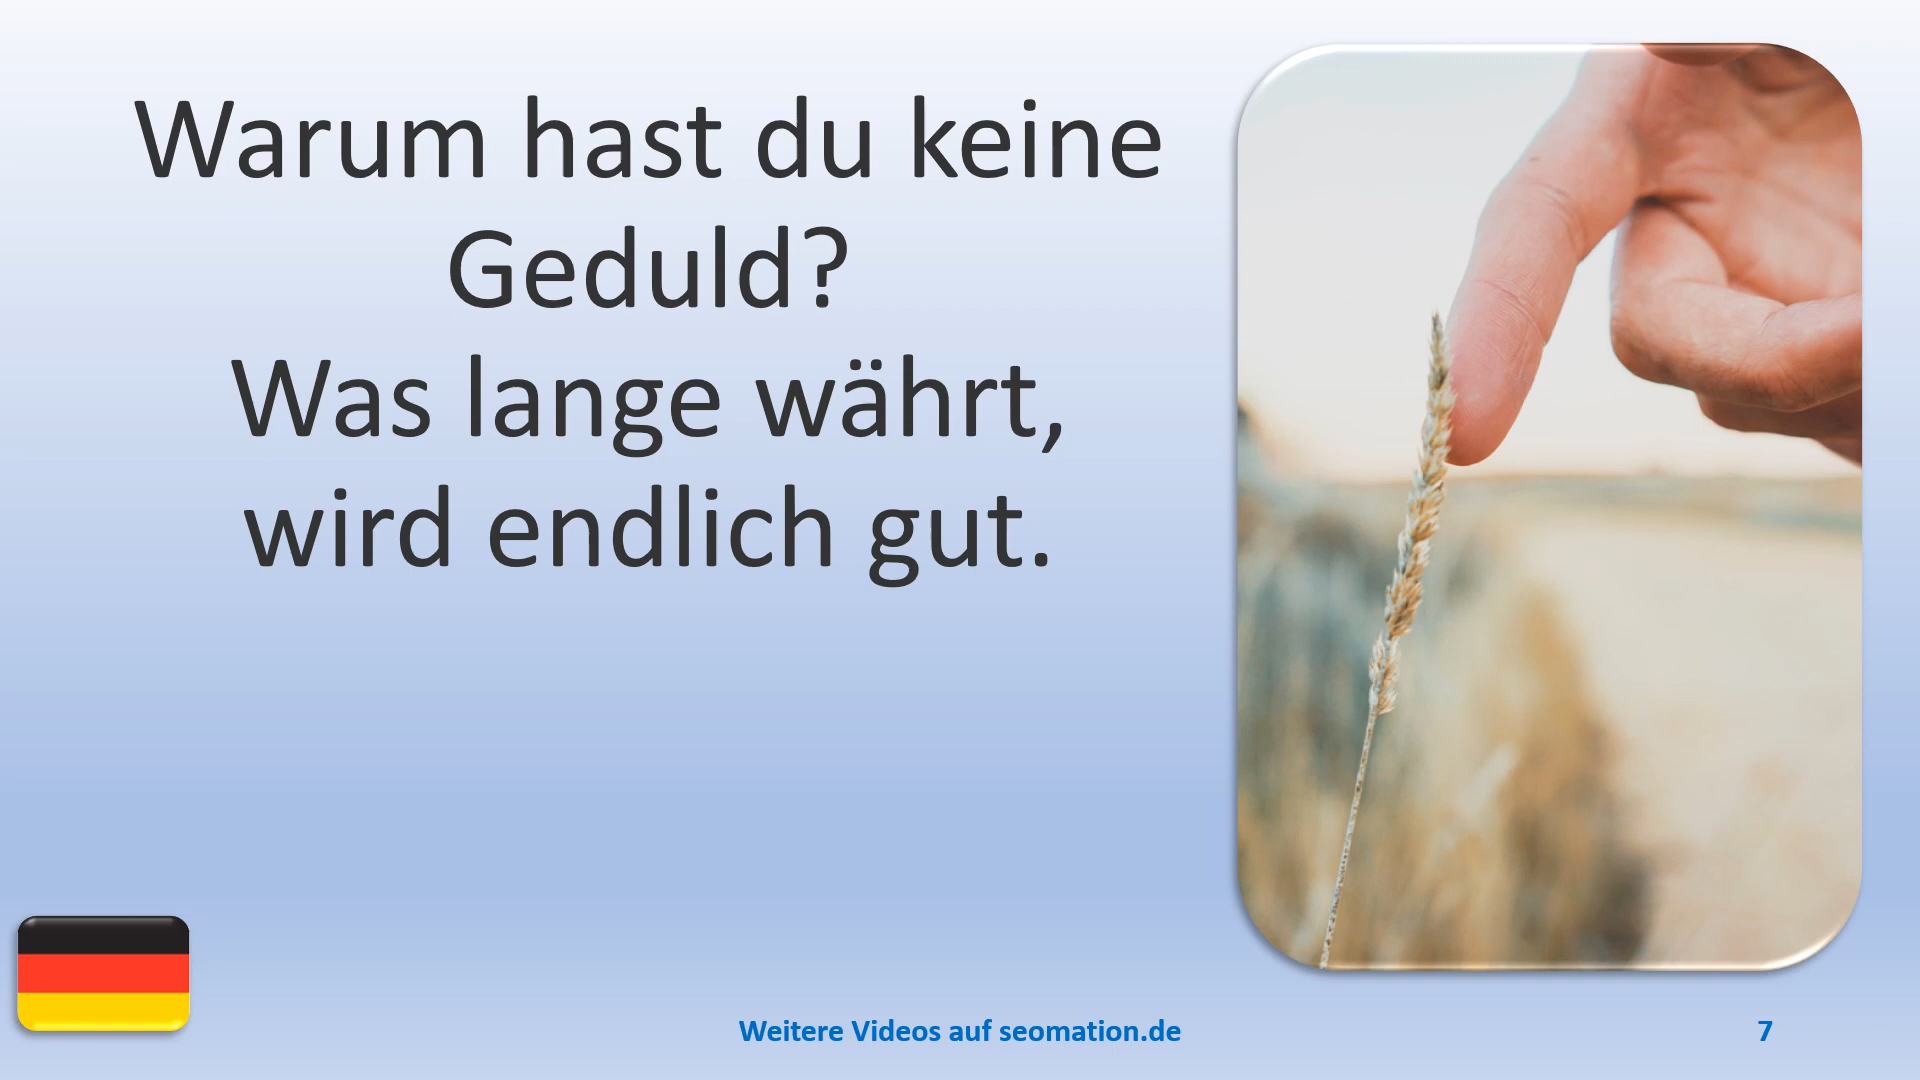 Warum hast du keine
Geduld?
Was lange währt,
wird endlich gut.
Weitere Videos auf seomation.de
7